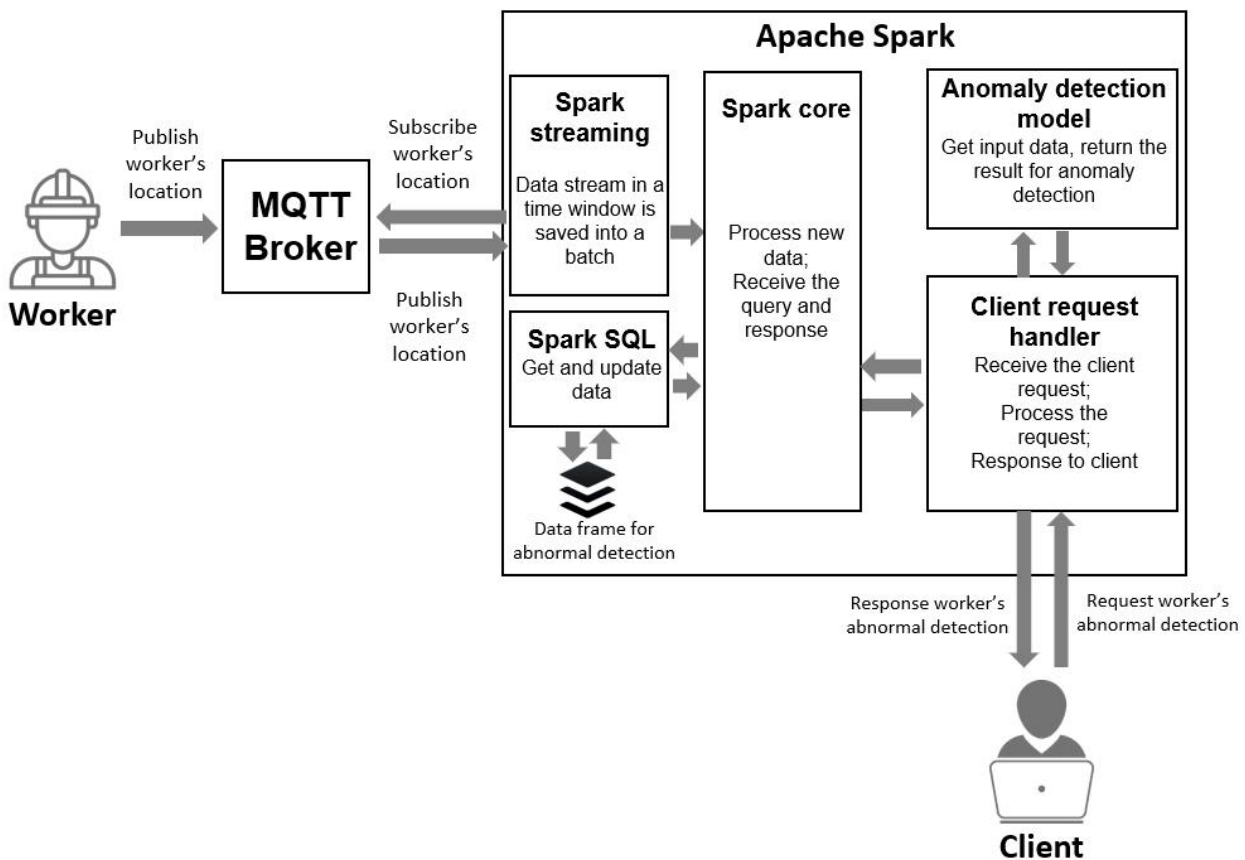 Apache Spark
Publish
worker's
location
Worker
MQTT
Broker
Subscribe
worker's
location
Publish
worker's
location
Spark
streaming
Data stream in a
time window is
saved into a
batch
Spark SQL
Get and update
data
Data frame for
abnormal detection
Spark core
Process new
data;
Receive the
query and
response
Anomaly detection
model
Get input data, return the
result for anomaly
detection
Client request
handler
Receive the client
request;
Process the
request;
Response to client
Response worker's
abnormal detection
Request worker's
abnormal detection
Client